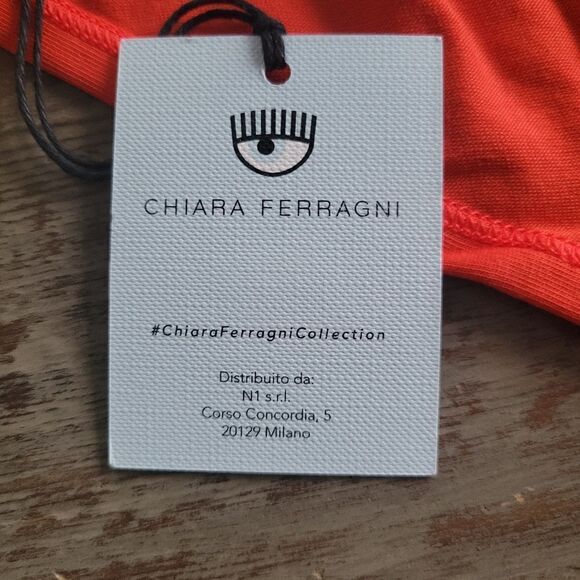 CHIARA FERRAGNI
#ChiaraFerragniCollection
Distribuito da:
N1 s.r.l.
Corso Concordia, 5
20129 Milano